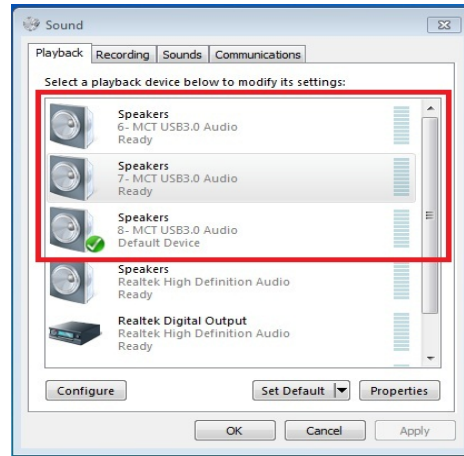 Sound
Playback Recording Sounds Communications
Select a playback device below to modify its settings:
Speakers
6- MCT USB3.0 Audio
Ready
Speakers
7- MCT USB3.0 Audio
Ready
Speakers
8- MCT USB3.0 Audio
Default Device
Speakers
Realtek High Definition Audio
Ready
Realtek Digital Output
Realtek High Definition Audio
Ready
Configure Set Default Properties
OK Cancel Apply